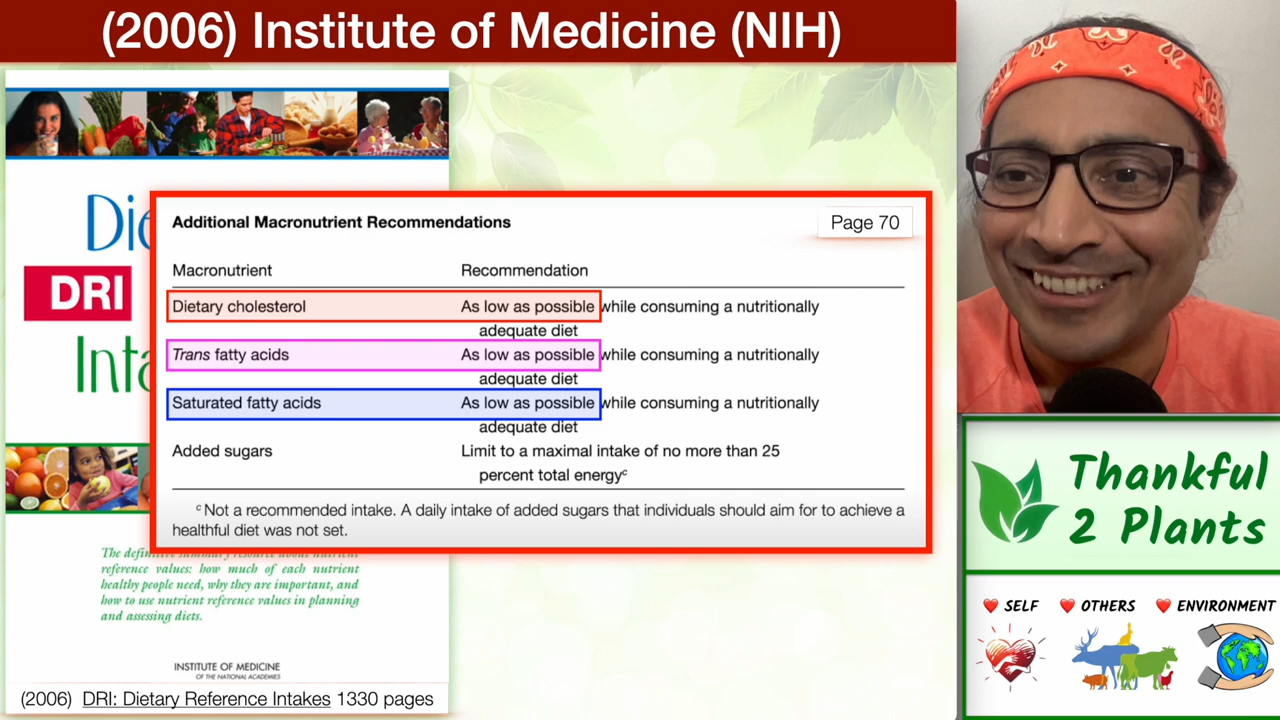 (2006) Institute of Medicine (NIH)
Die
DRI
Inta
Additional Macronutrient Recommendations
Page 70
Macronutrient Recommendation
Dietary cholesterol As low as possible while consuming a nutritionally
adequate diet
Trans fatty acids As low as possible while consuming a nutritionally
adequate diet
Saturated fatty acids As low as possible while consuming a nutritionally
adequate diet
Added sugars Limit to a maximal intake of no more than 25
percent total energyᶜ
ᶜ Not a recommended intake. A daily intake of added sugars that individuals should aim for to achieve a
healthful diet was not set.
The definitive summary resource about nutrient
reference values: how much of each nutrient
healthy people need, why they are important, and
how to use nutrient reference values in planning
and assessing diets.
INSTITUTE OF MEDICINE
OF THE NATIONAL ACADEMIES
(2006) DRI: Dietary Reference Intakes 1330 pages
Thankful
2 Plants
SELF OTHERS ENVIRONMENT